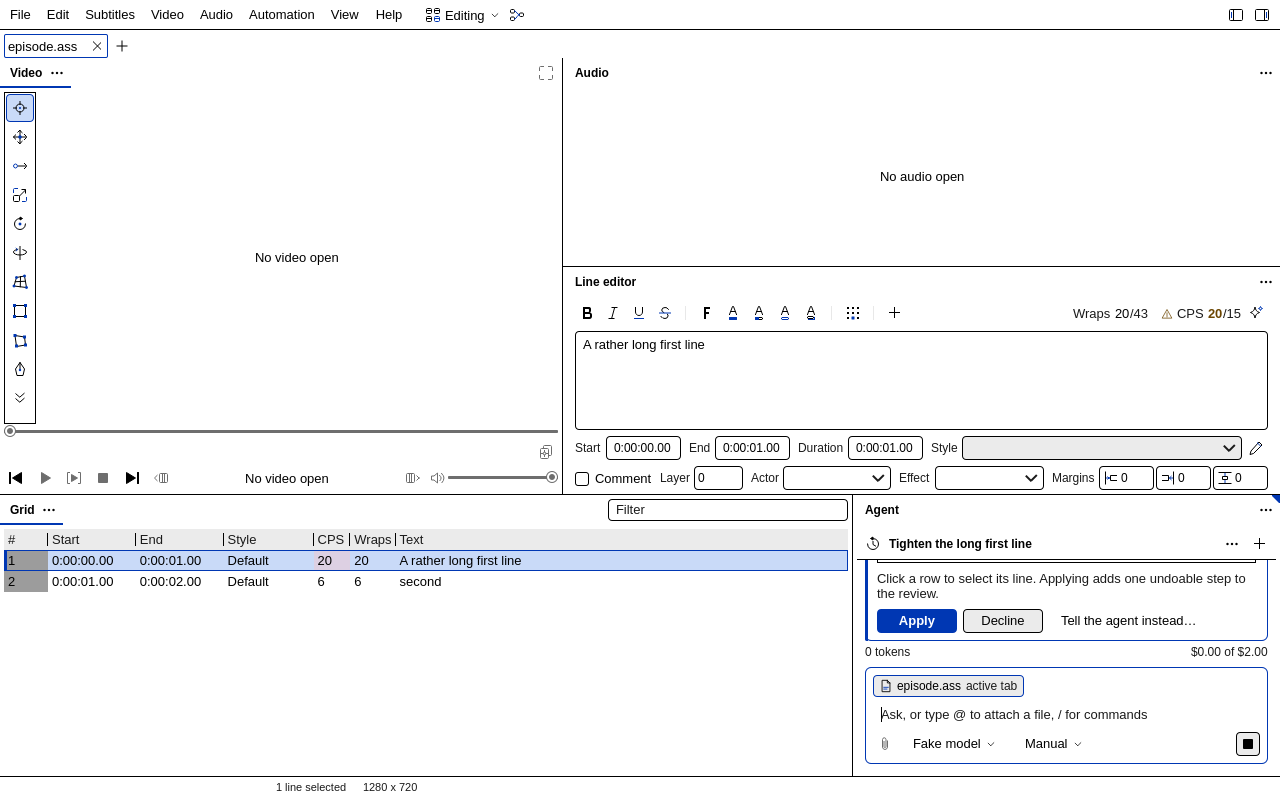 File Edit Subtitles Video Audio Automation View Help Editing
episode.ass
Video
Audio
No video open
No audio open
Line editor
Wraps 20/43 CPS 20/15
A rather long first line
Start 0:00:00.00 End 0:00:01.00 Duration 0:00:01.00 Style
Comment Layer 0 Actor Effect Margins 0 0 0
No video open
Grid
Filter
# Start End Style CPS Wraps Text
1 0:00:00.00 0:00:01.00 Default 20 20 A rather long first line
2 0:00:01.00 0:00:02.00 Default 6 6 second
Agent
Tighten the long first line
Click a row to select its line. Applying adds one undoable step to
the review.
Apply Decline Tell the agent instead…
0 tokens $0.00 of $2.00
episode.ass active tab
Ask, or type @ to attach a file, / for commands
Fake model Manual
1 line selected 1280 x 720